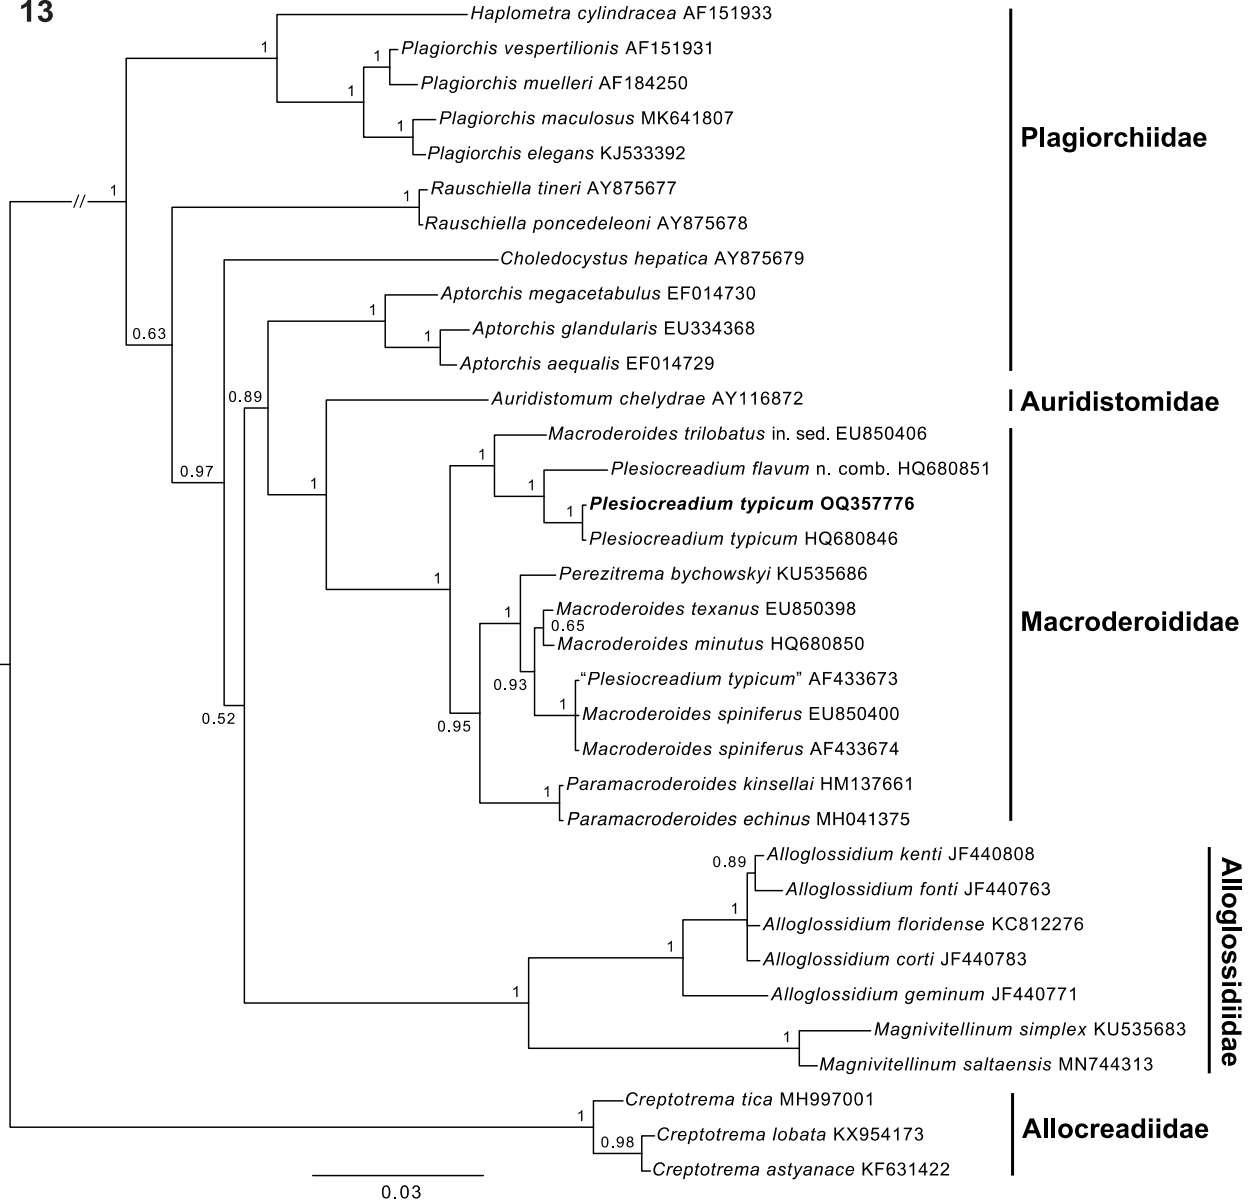 13
Haplometra cylindracea AF151933
1
Plagiorchis vespertilionis AF151931
1
Plagiorchis muelleri AF184250
1
Plagiorchis maculosus MK641807
1
Plagiorchis elegans KJ533392
Plagiorchiidae
Rauschiella tineri AY875677
1
//
1
Rauschiella poncedeleoni AY875678
Choledocystus hepatica AY875679
Aptorchis megacetabulus EF014730
1
Aptorchis glandularis EU334368
1
0.63
Aptorchis aequalis EF014729
0.89
Auridistomum chelydrae AY116872
Auridistomidae
Macroderoides trilobatus in. sed. EU850406
1
0.97
Plesiocreadium flavum n. comb. HQ680851
1
1
Plesiocreadium typicum OQ357776
1
Plesiocreadium typicum HQ680846
1
Perezitrema bychowskyi KU535686
1
Macroderoides texanus EU850398
0.65
Macroderoididae
Macroderoides minutus HQ680850
0.93
“Plesiocreadium typicum” AF433673
1
Macroderoides spiniferus EU850400
0.52
0.95
Macroderoides spiniferus AF433674
Paramacroderoides kinsellai HM137661
1
Paramacroderoides echinus MH041375
Alloglossidium kenti JF440808
0.89
Alloglossidium fonti JF440763
1
Alloglossidium floridense KC812276
1
Alloglossidium corti JF440783
Alloglossidiidae
1
Alloglossidium geminum JF440771
Magnivitellinum simplex KU535683
1
Magnivitellinum saltaensis MN744313
Creptotrema tica MH997001
1
Creptotrema lobata KX954173
0.98
Allocreadiidae
Creptotrema astyanace KF631422
0.03